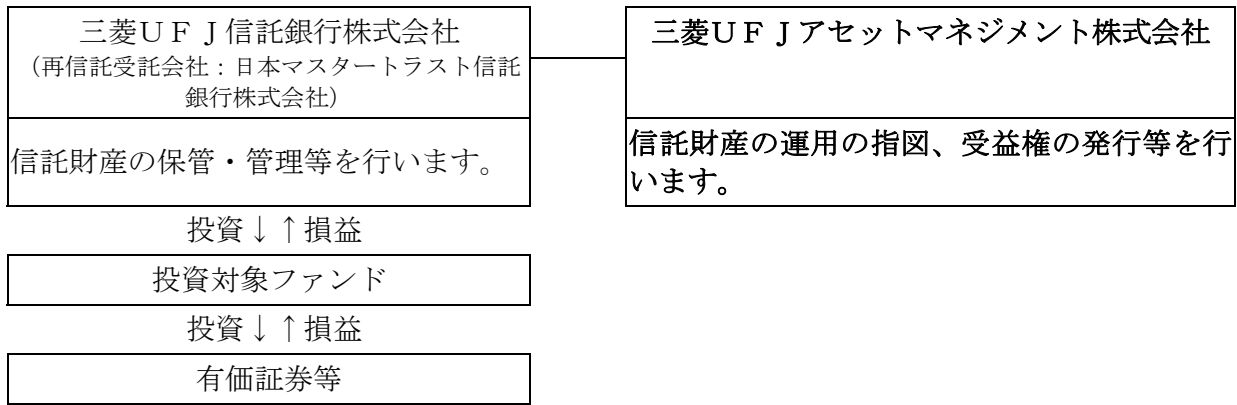 三菱ＵＦＪ信託銀行株式会社
（再信託受託会社：日本マスタートラスト信託
銀行株式会社）
信託財産の保管・管理等を行います。
三菱ＵＦＪアセットマネジメント株式会社
信託財産の運用の指図、受益権の発行等を行
います。
投資↓↑損益
投資対象ファンド
投資↓↑損益
有価証券等